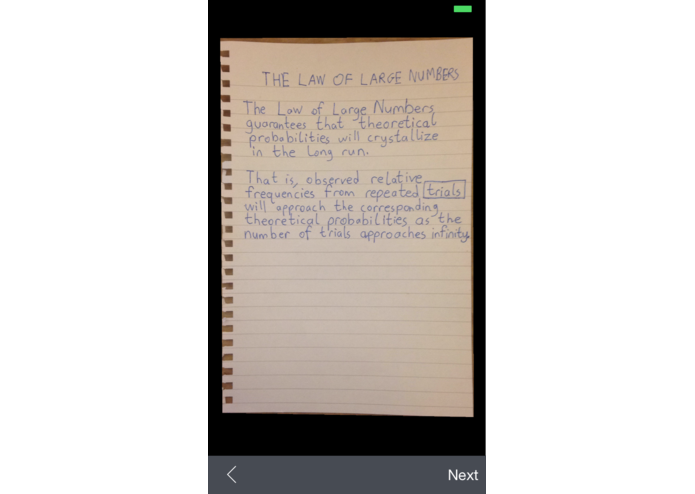 THE LAW OF LARGE NUMBERS
The Law of Large Numbers
guarantees that theoretical
probabilities will crystallize
in the long run.
That is, observed relative
frequencies from repeated trials
will approach the corresponding
theoretical probabilities as the
number of trials approaches infinity.
Next